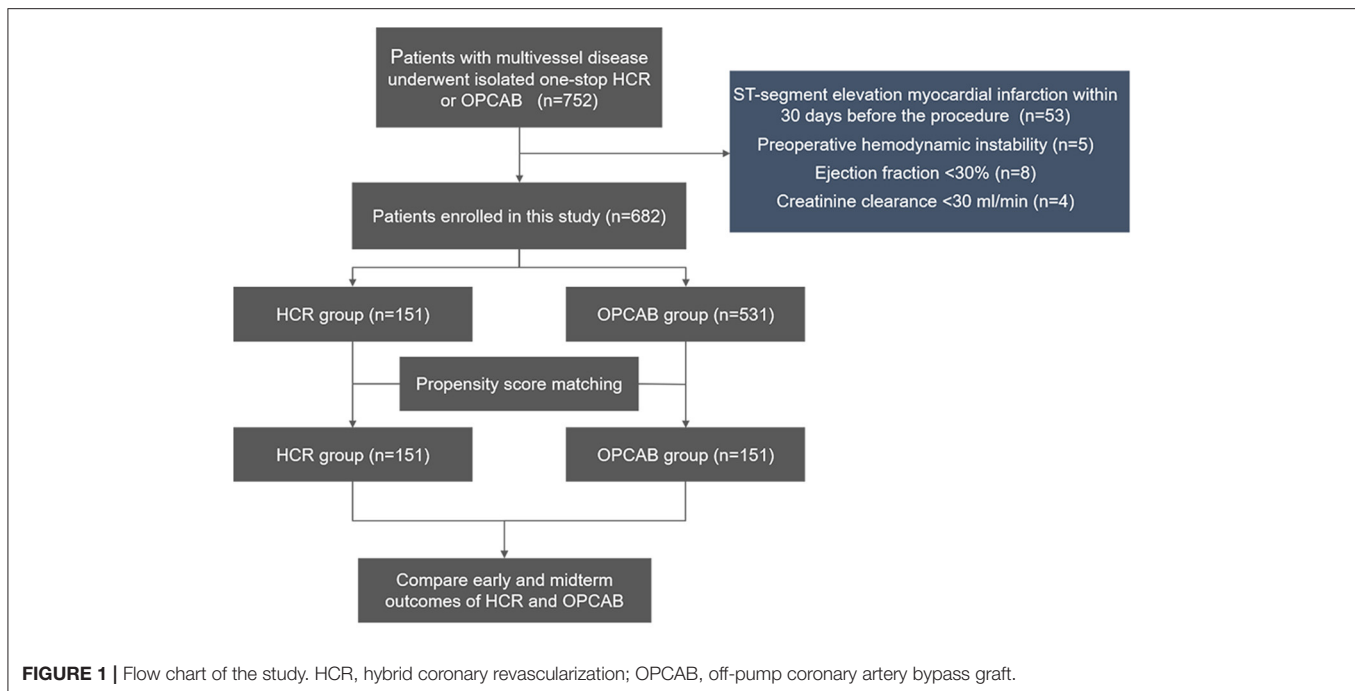 Patients with multivessel disease
underwent isolated one-stop HCR
or OPCAB (n=752)
ST-segment elevation myocardial infarction within
30 days before the procedure (n=53)
Preoperative hemodynamic instability (n=5)
Ejection fraction <30% (n=8)
Creatinine clearance <30 ml/min (n=4)
Patients enrolled in this study (n=682)
HCR group (n=151)
OPCAB group (n=531)
Propensity score matching
HCR group (n=151)
OPCAB group (n=151)
Compare early and midterm
outcomes of HCR and OPCAB
FIGURE 1 | Flow chart of the study. HCR, hybrid coronary revascularization; OPCAB, off-pump coronary artery bypass graft.